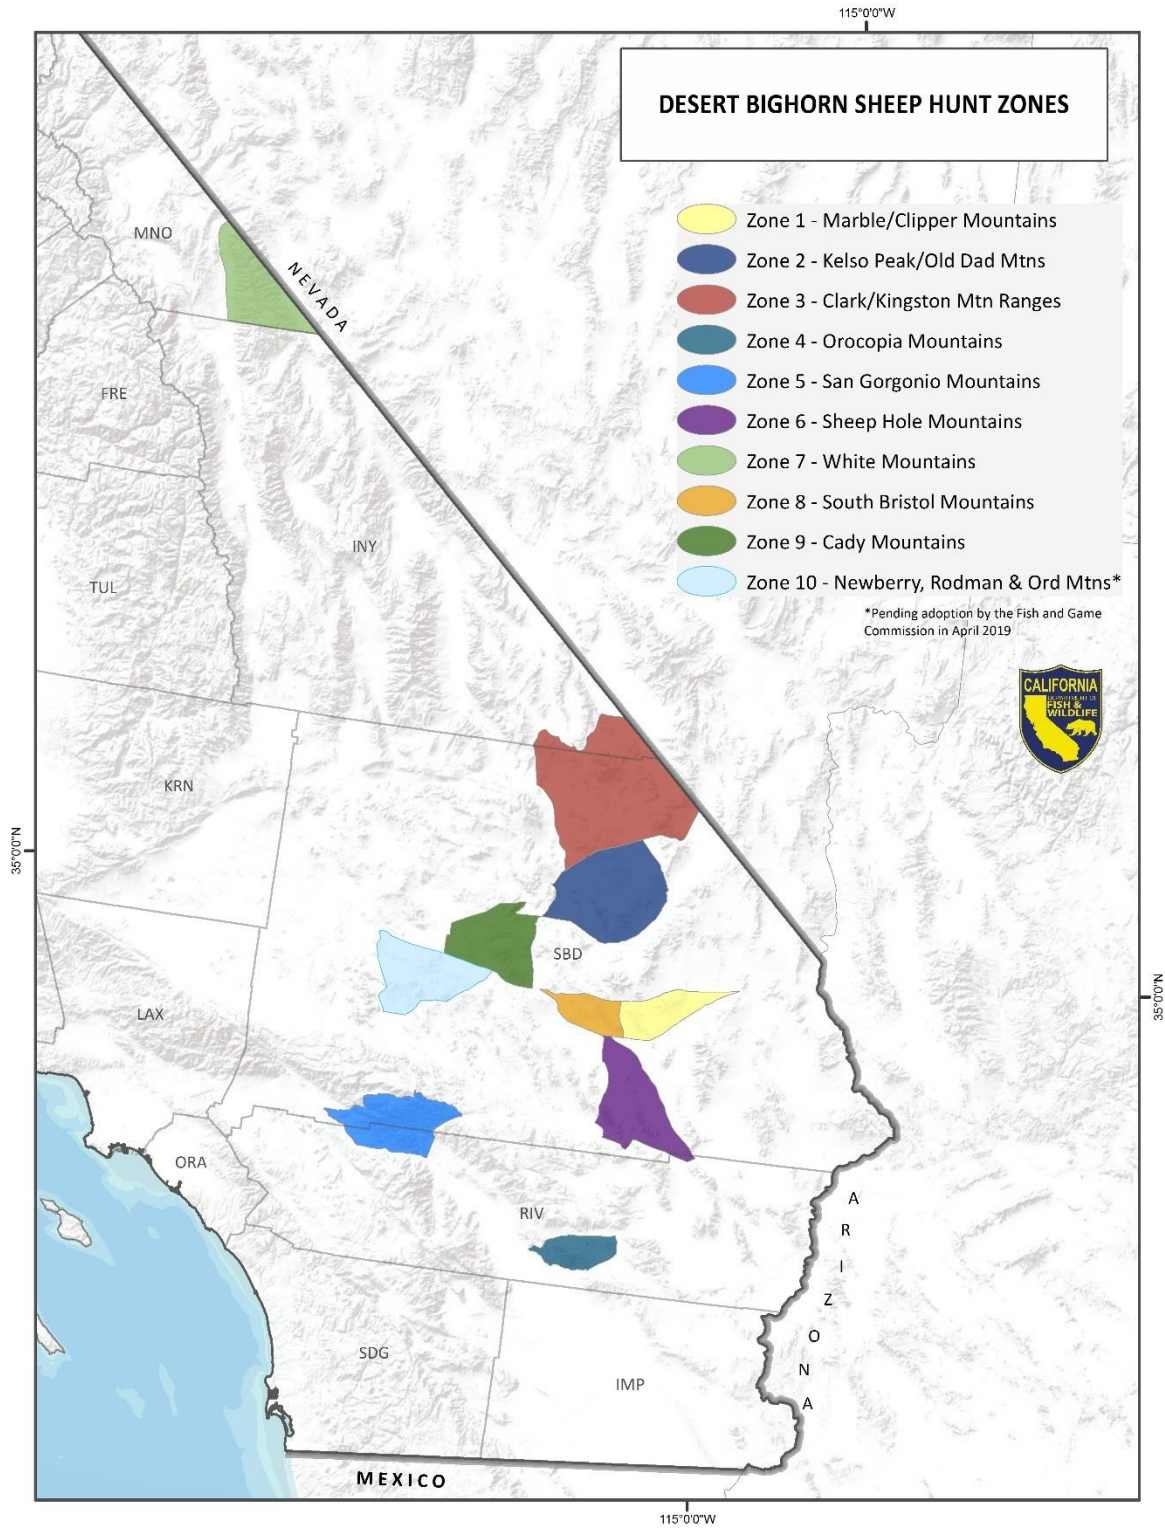 115°0'0"W
DESERT BIGHORN SHEEP HUNT ZONES
Zone 1 - Marble/Clipper Mountains
Zone 2 - Kelso Peak/Old Dad Mtns
Zone 3 - Clark/Kingston Mtn Ranges
Zone 4 - Orocopia Mountains
Zone 5 - San Gorgonio Mountains
Zone 6 - Sheep Hole Mountains
Zone 7 - White Mountains
Zone 8 - South Bristol Mountains
Zone 9 - Cady Mountains
Zone 10 - Newberry, Rodman & Ord Mtns*
*Pending adoption by the Fish and Game
Commission in April 2019
CALIFORNIA
DEPARTMENT OF
FISH &
WILDLIFE
MNO
NEVADA
FRE
INY
TUL
KRN
35°0'0"N
SBD
35°0'0"N
LAX
ORA
RIV
ARIZONA
SDG
IMP
MEXICO
115°0'0"W